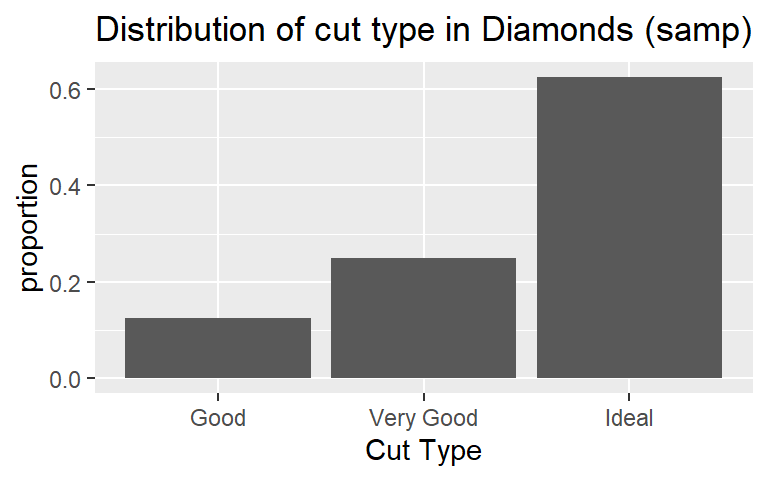 Distribution of cut type in Diamonds (samp)
proportion
0.6
0.4
0.2
0.0
Good Very Good Ideal
Cut Type